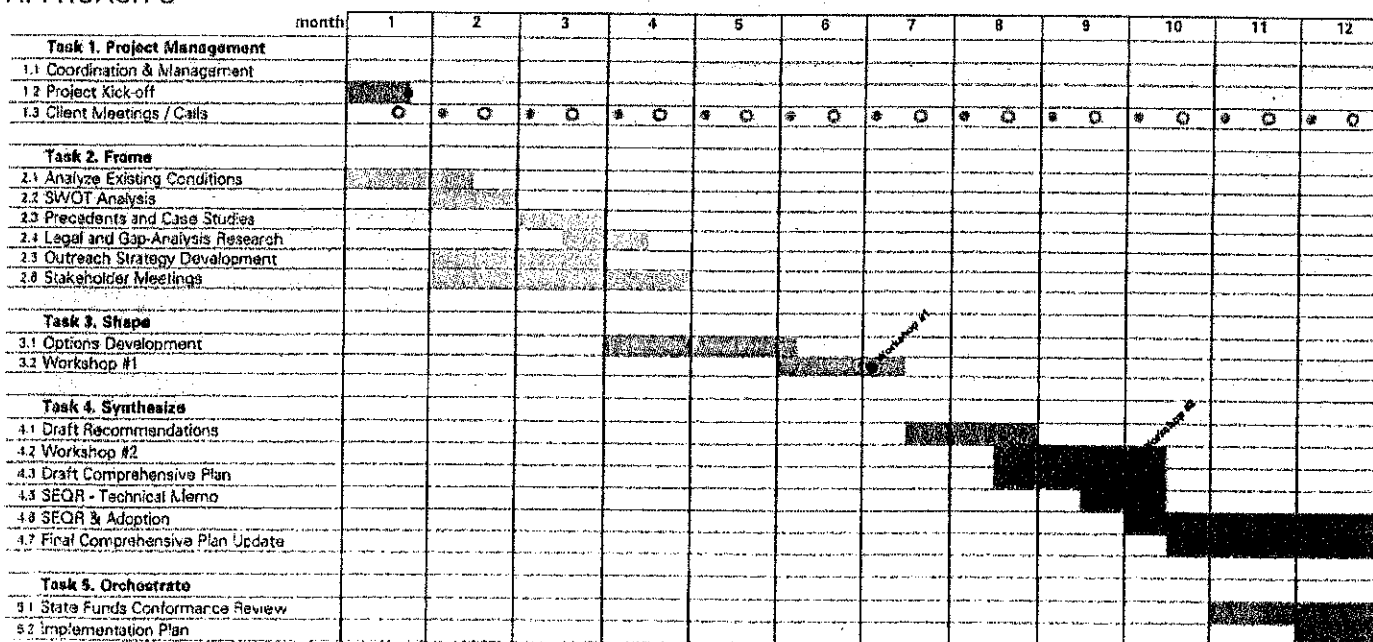 month 1 2 3 4 5 6 7 8 9 10 11 12
Task 1. Project Management
1.1 Coordination & Management
1.2 Project Kick-off
1.3 Client Meetings / Calls
Task 2. Frame
2.1 Analyze Existing Conditions
2.2 SWOT Analysis
2.3 Precedents and Case Studies
2.4 Legal and Gap-Analysis Research
2.5 Outreach Strategy Development
2.6 Stakeholder Meetings
Task 3. Shape
3.1 Options Development
3.2 Workshop #1
Workshop #1
Task 4. Synthesize
4.1 Draft Recommendations
4.2 Workshop #2
Workshop #2
4.3 Draft Comprehensive Plan
4.5 SEQR - Technical Memo
4.6 SEQR & Adoption
4.7 Final Comprehensive Plan Update
Task 5. Orchestrate
5.1 State Funds Conformance Review
5.2 Implementation Plan